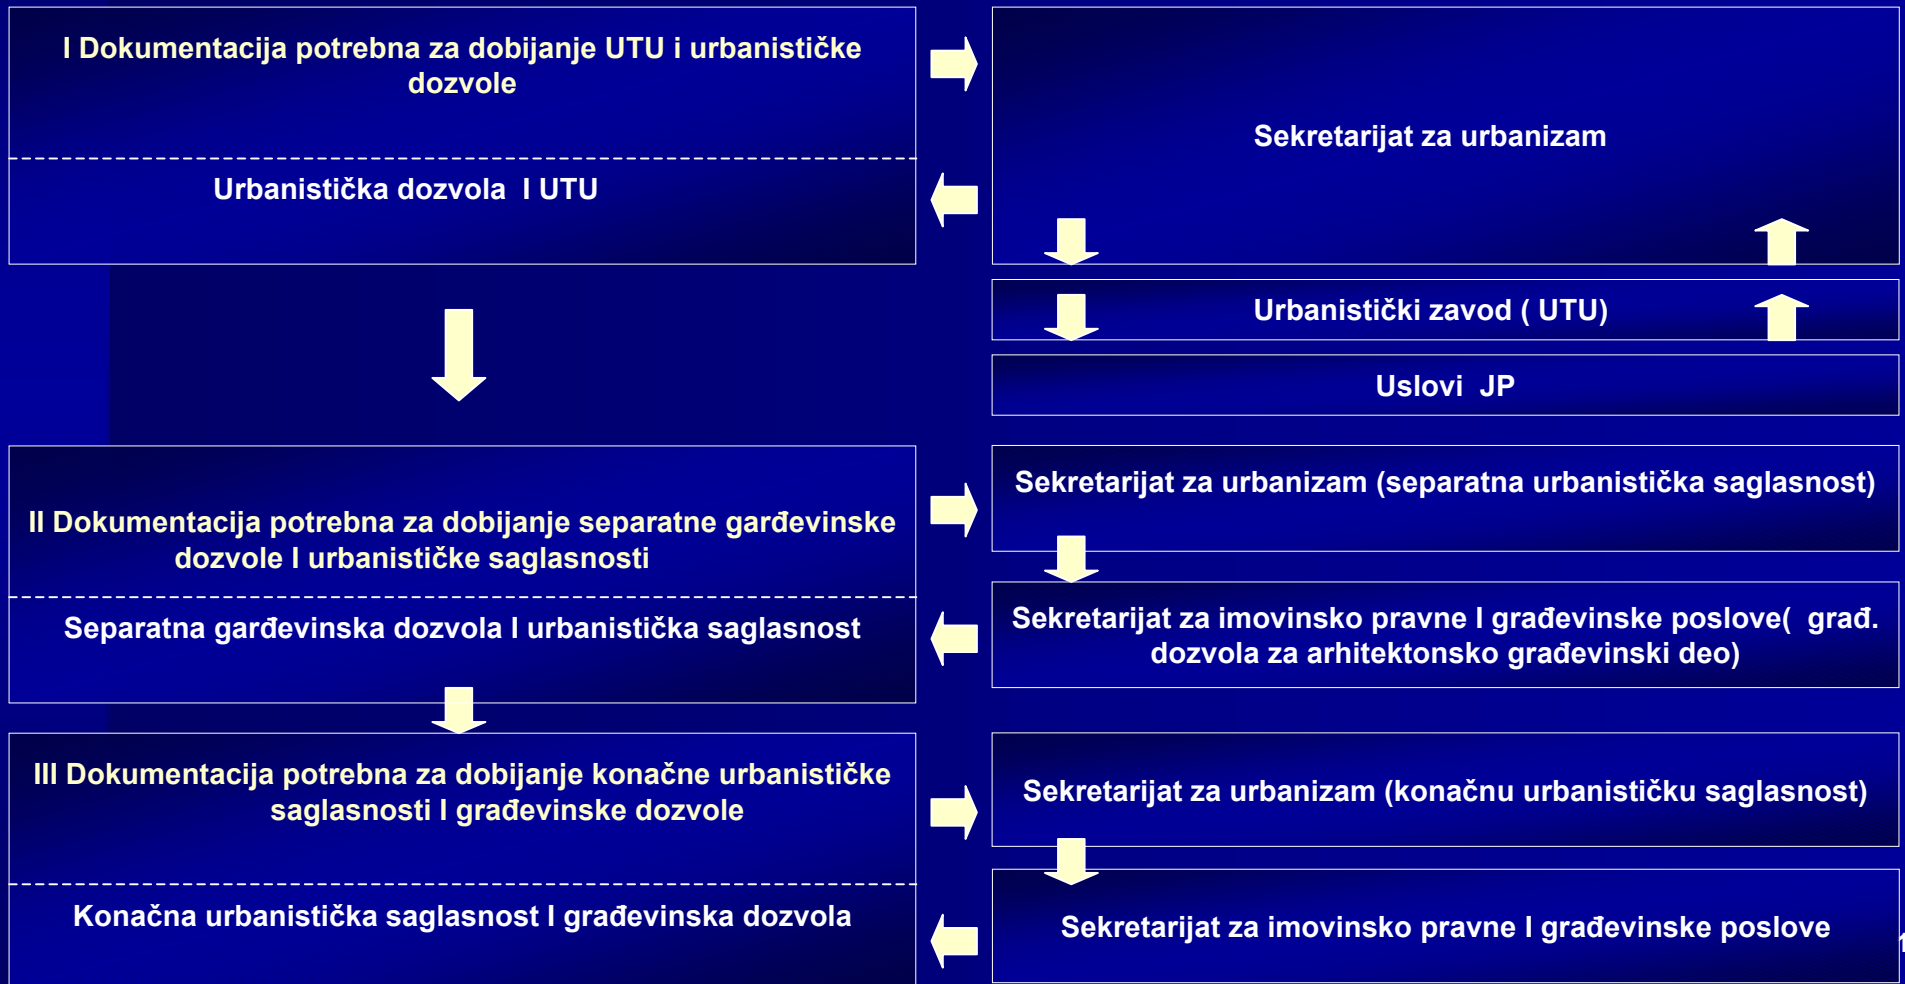 I Dokumentacija potrebna za dobijanje UTU i urbanističke
dozvole
Urbanistička dozvola I UTU
Sekretarijat za urbanizam
Urbanistički zavod ( UTU)
Uslovi JP
II Dokumentacija potrebna za dobijanje separatne garđevinske
dozvole I urbanističke saglasnosti
Separatna garđevinska dozvola I urbanistička saglasnost
Sekretarijat za urbanizam (separatna urbanistička saglasnost)
Sekretarijat za imovinsko pravne I građevinske poslove( građ.
dozvola za arhitektonsko građevinski deo)
III Dokumentacija potrebna za dobijanje konačne urbanističke
saglasnosti I građevinske dozvole
Konačna urbanistička saglasnost I građevinska dozvola
Sekretarijat za urbanizam (konačnu urbanističku saglasnost)
Sekretarijat za imovinsko pravne I građevinske poslove